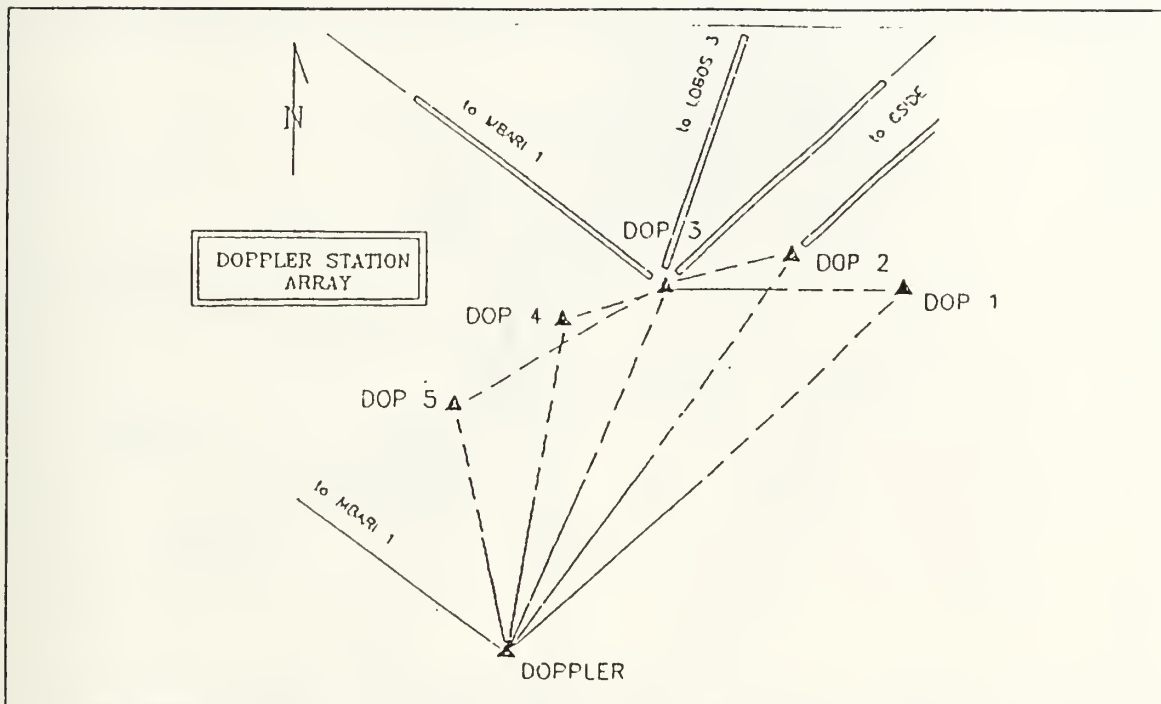 to LOBOS 3
to MBARI 1
to CSIDE
N
DOP 3
DOPPLER STATION
ARRAY
DOP 2
DOP 1
DOP 4
DOP 5
to MBARI 1
DOPPLER